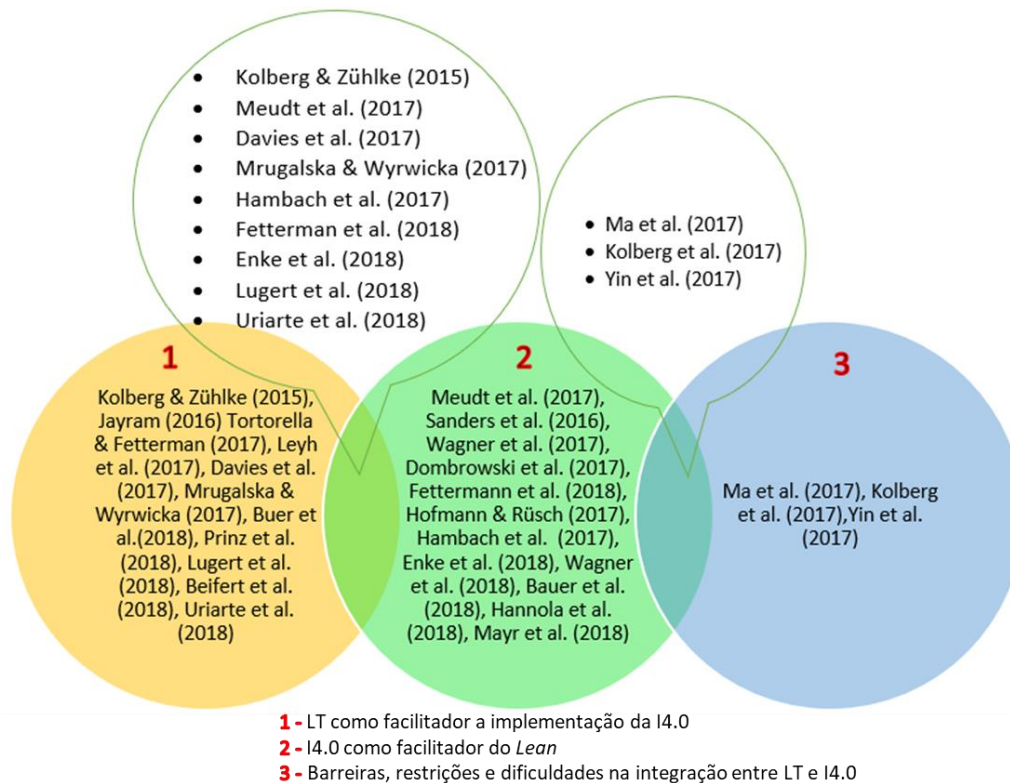 • Kolberg & Zühlke (2015)
• Meudt et al. (2017)
• Davies et al. (2017)
• Mrugalska & Wyrwicka (2017)
• Hambach et al. (2017)
• Fetterman et al. (2018)
• Enke et al. (2018)
• Lugert et al. (2018)
• Uriarte et al. (2018)
• Ma et al. (2017)
• Kolberg et al. (2017)
• Yin et al. (2017)
1
Kolberg & Zühlke (2015),
Jayram (2016) Tortorella
& Fetterman (2017), Leyh
et al. (2017), Davies et al.
(2017), Mrugalska &
Wyrwicka (2017), Buer et
al.(2018), Prinz et al.
(2018), Lugert et al.
(2018), Beifert et al.
(2018), Uriarte et al.
(2018)
2
Meudt et al. (2017),
Sanders et al. (2016),
Wagner et al. (2017),
Dombrowski et al. (2017),
Fettermann et al. (2018),
Hofmann & Rüsch (2017),
Hambach et al. (2017),
Enke et al. (2018), Wagner
et al. (2018), Bauer et al.
(2018), Hannola et al.
(2018), Mayr et al. (2018)
3
Ma et al. (2017), Kolberg
et al. (2017),Yin et al.
(2017)
1 - LT como facilitador a implementação da I4.0
2 - I4.0 como facilitador do Lean
3 - Barreiras, restrições e dificuldades na integração entre LT e I4.0